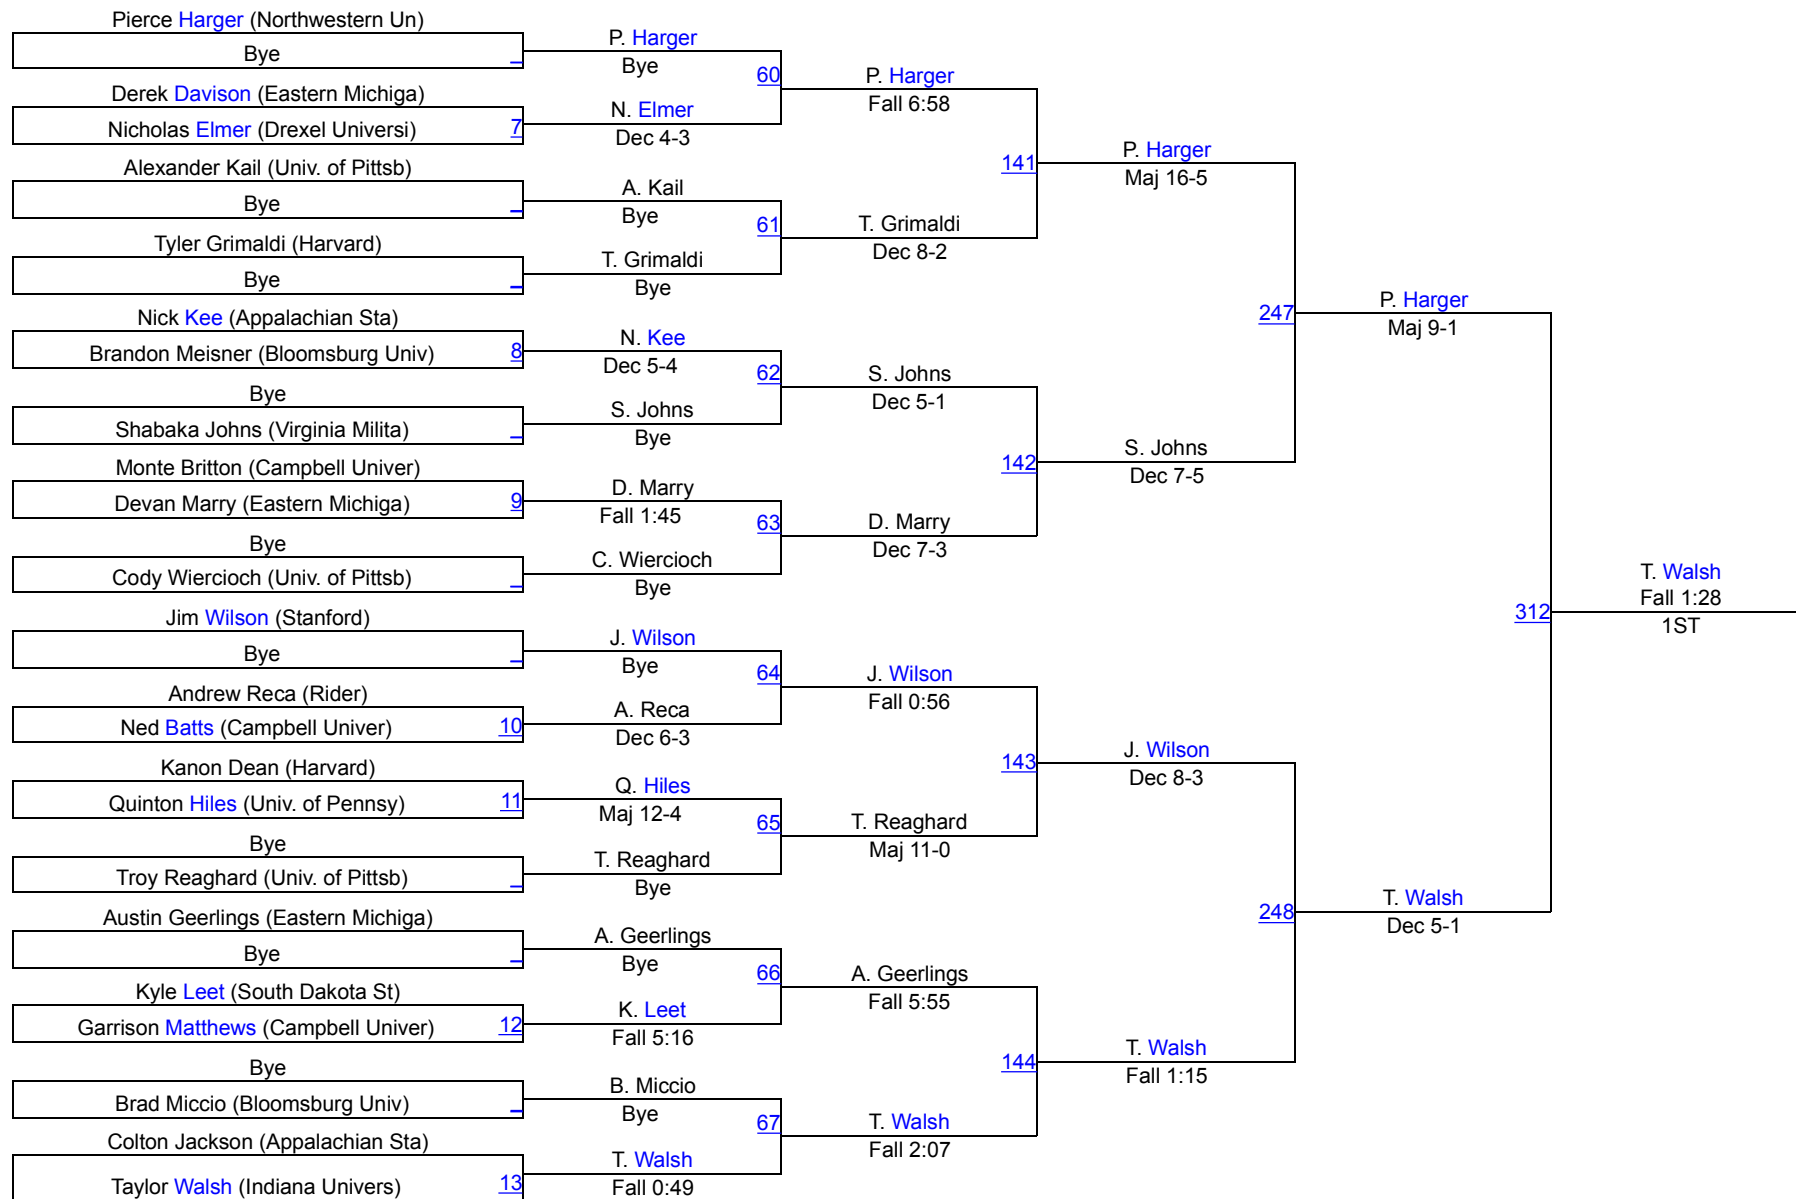 Pierce Harger (Northwestern Un)
Bye
Derek Davison (Eastern Michiga)
Nicholas Elmer (Drexel Universi) 7
Alexander Kail (Univ. of Pittsb)
Bye
Tyler Grimaldi (Harvard)
Bye
Nick Kee (Appalachian Sta)
Brandon Meisner (Bloomsburg Univ) 8
Bye
Shabaka Johns (Virginia Milita)
Monte Britton (Campbell Univer)
Devan Marry (Eastern Michiga) 9
Bye
Cody Wiercioch (Univ. of Pittsb)
Jim Wilson (Stanford)
Bye
Andrew Reca (Rider)
Ned Batts (Campbell Univer) 10
Kanon Dean (Harvard)
Quinton Hiles (Univ. of Pennsy) 11
Bye
Troy Reaghard (Univ. of Pittsb)
Austin Geerlings (Eastern Michiga)
Bye
Kyle Leet (South Dakota St)
Garrison Matthews (Campbell Univer) 12
Bye
Brad Miccio (Bloomsburg Univ)
Colton Jackson (Appalachian Sta)
Taylor Walsh (Indiana Univers) 13
P. Harger
Bye
60
N. Elmer
Dec 4-3
A. Kail
Bye
61
T. Grimaldi
Bye
N. Kee
Dec 5-4
62
S. Johns
Bye
D. Marry
Fall 1:45
63
C. Wiercioch
Bye
J. Wilson
Bye
64
A. Reca
Dec 6-3
Q. Hiles
Maj 12-4
65
T. Reaghard
Bye
A. Geerlings
Bye
66
K. Leet
Fall 5:16
B. Miccio
Bye
67
T. Walsh
Fall 0:49
P. Harger
Fall 6:58
141
T. Grimaldi
Dec 8-2
S. Johns
Dec 5-1
142
D. Marry
Dec 7-3
J. Wilson
Fall 0:56
143
T. Reaghard
Maj 11-0
A. Geerlings
Fall 5:55
144
T. Walsh
Fall 2:07
P. Harger
Maj 16-5
247
S. Johns
Dec 7-5
J. Wilson
Dec 8-3
248
T. Walsh
Fall 1:15
P. Harger
Maj 9-1
312
T. Walsh
Dec 5-1
T. Walsh
Fall 1:28
1ST